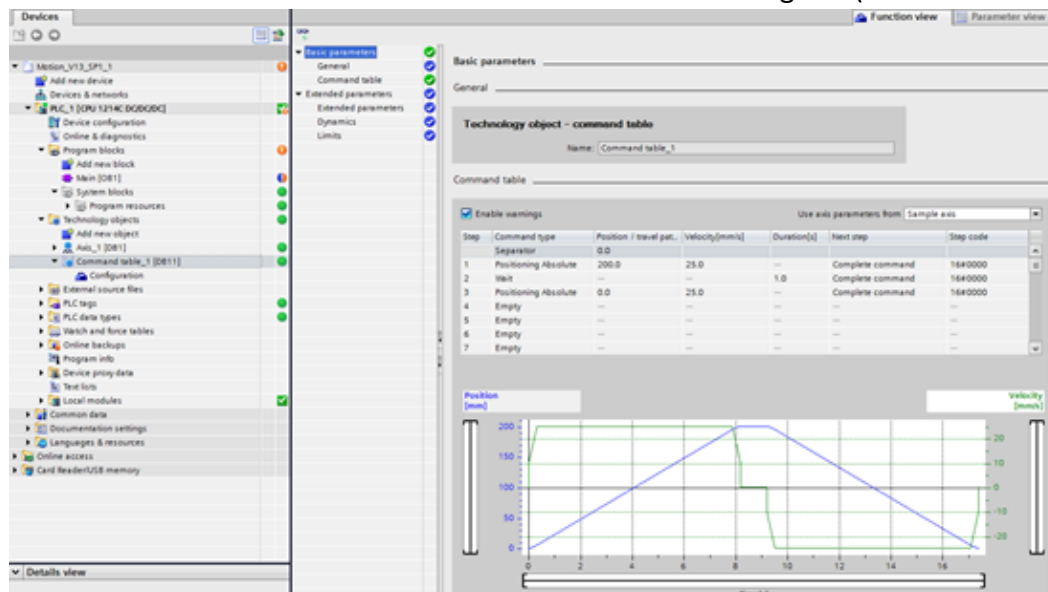 Devices
Function view
Parameter view
Motion_V13_SP1_1
Add new device
Devices & networks
PLC_1 [CPU 1214C DC/DC/DC]
Device configuration
Online & diagnostics
Program blocks
Add new block
Main [OB1]
System blocks
Program resources
Technology objects
Add new object
Axis_1 [DB1]
Command table_1 [DB11]
Configuration
External source files
PLC tags
PLC data types
Watch and force tables
Online backups
Program info
Device proxy data
Text lists
Local modules
Common data
Documentation settings
Languages & resources
Online access
Card Reader/USB memory
Details view
Basic parameters
General
Command table
Extended parameters
Extended parameters
Dynamics
Limits
Basic parameters
General
Technology object - command table
Name: Command table_1
Command table
Enable warnings
Use axis parameters from Sample axis
Step Command type Position / travel pat.. Velocity[mm/s] Duration[s] Next step Step code
Separator 0.0
1 Positioning Absolute 200.0 25.0 ... Complete command 16#0000
2 Wait ... ... 1.0 Complete command 16#0000
3 Positioning Absolute 0.0 25.0 ... Complete command 16#0000
4 Empty ... ... ... ... ...
5 Empty ... ... ... ... ...
6 Empty ... ... ... ... ...
7 Empty ... ... ... ... ...
Position
[mm]
Velocity
[mm/s]
200
150
100
50
0
20
10
0
-10
-20
0 2 4 6 8 10 12 14 16